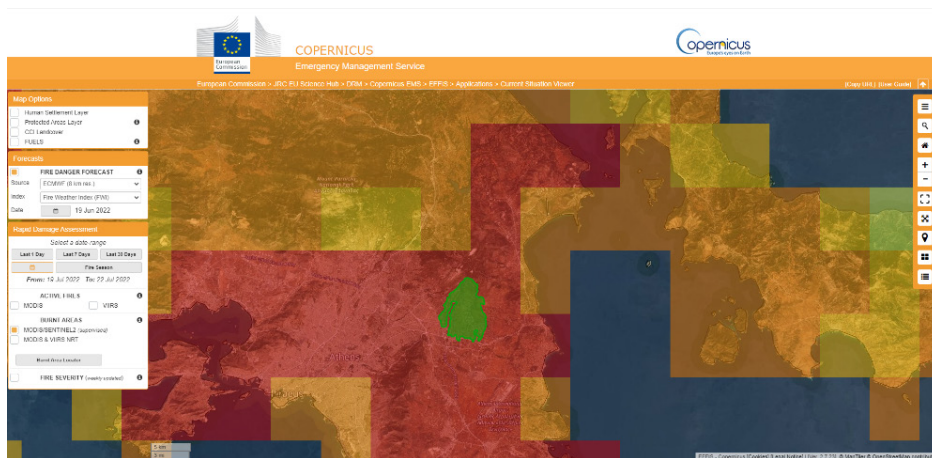 European
Commission
COPERNICUS
Emergency Management Service
opernicus
Europe's eyes on Earth
European Commission > JRC EU Science Hub > DRM > Copernicus EMS > EFFIS > Applications > Current Situation Viewer
(Copy URL) (User Guide)
Map Options
Human Settlement Layer
Protected Areas Layer
CCI Landcover
FUELS
Forecasts
FIRE DANGER FORECAST
Source
ECMWF (8 km res.)
Index
Fire Weather Index (FWI)
Date
19 Jun 2022
Rapid Damage Assessment
Select a date range
Last 1 Day
Last 7 Days
Last 30 Days
Fire Season
From: 19 Jul 2022 To: 22 Jul 2022
ACTIVE FIRES
MODIS
VIIRS
BURNT AREAS
MODIS/SENTINEL2 (supervised)
MODIS & VIIRS NRT
Burnt Area Locator
FIRE SEVERITY (weekly updated)
Athens
5 km
3 mi